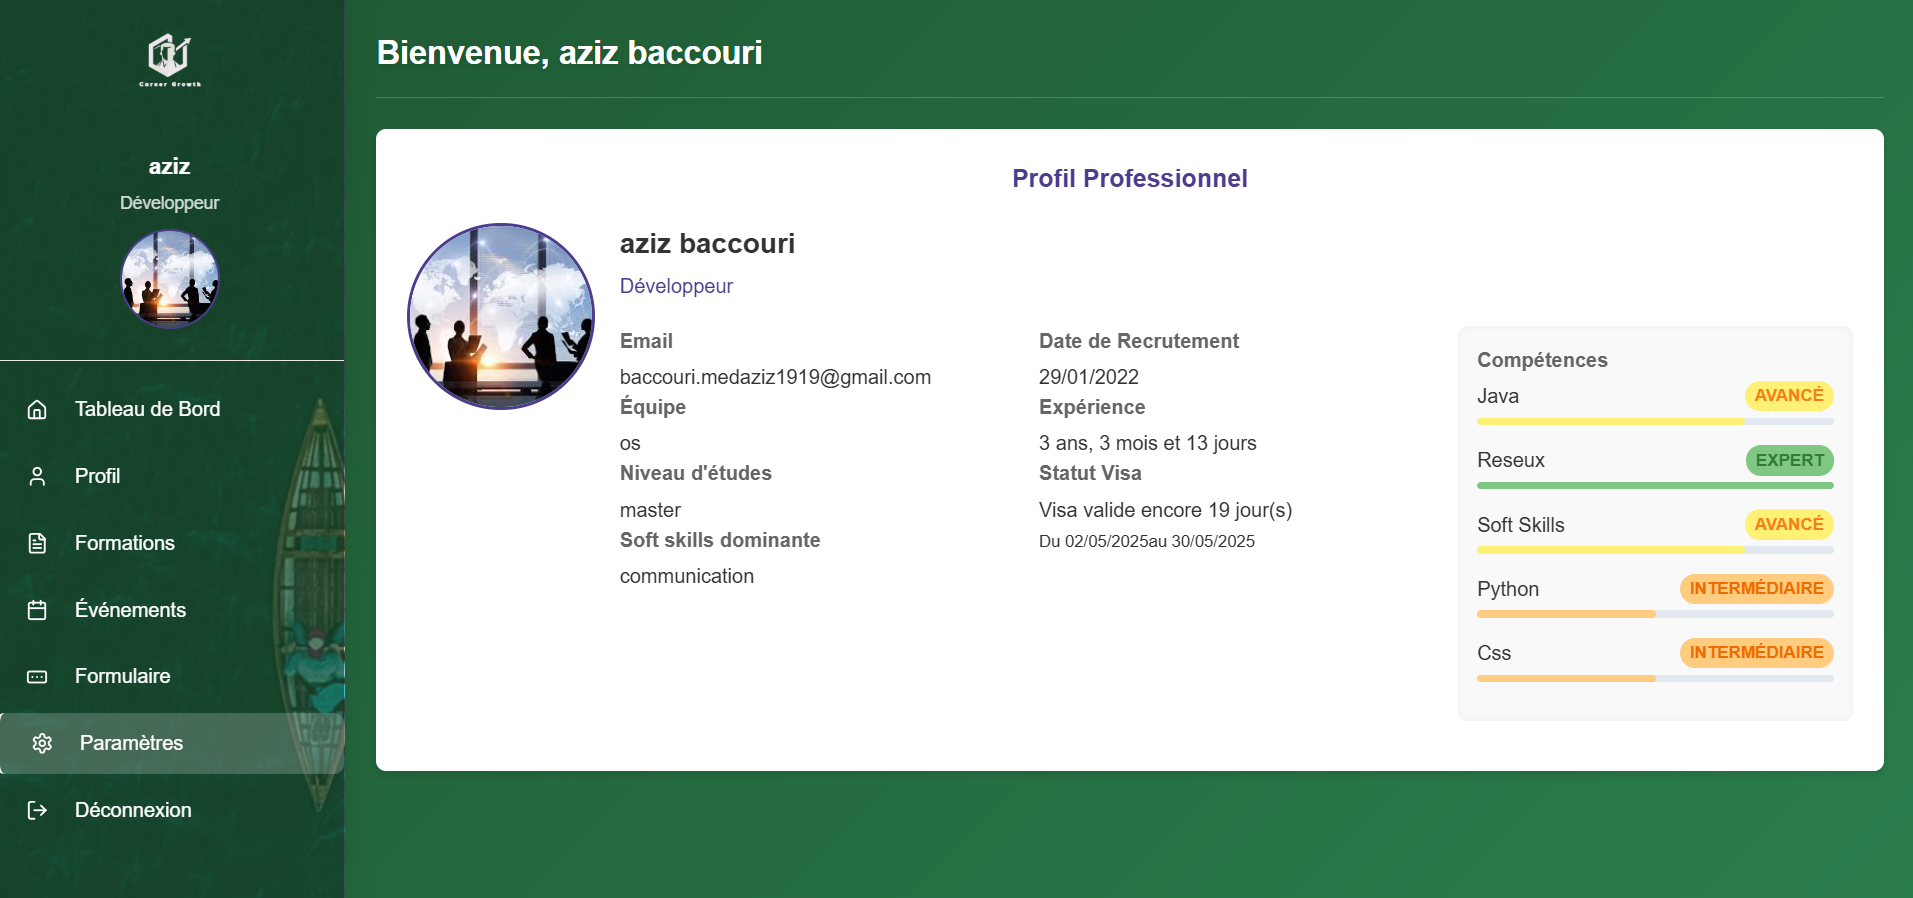 Career Growth
aziz
Développeur
Tableau de Bord
Profil
Formations
Événements
Formulaire
Paramètres
Déconnexion
Bienvenue, aziz baccouri
Profil Professionnel
aziz baccouri
Développeur
Email
baccouri.medaziz1919@gmail.com
Équipe
os
Niveau d'études
master
Soft skills dominante
communication
Date de Recrutement
29/01/2022
Expérience
3 ans, 3 mois et 13 jours
Statut Visa
Visa valide encore 19 jour(s)
Du 02/05/2025au 30/05/2025
Compétences
Java AVANCÉ
Reseux EXPERT
Soft Skills AVANCÉ
Python INTERMÉDIAIRE
Css INTERMÉDIAIRE